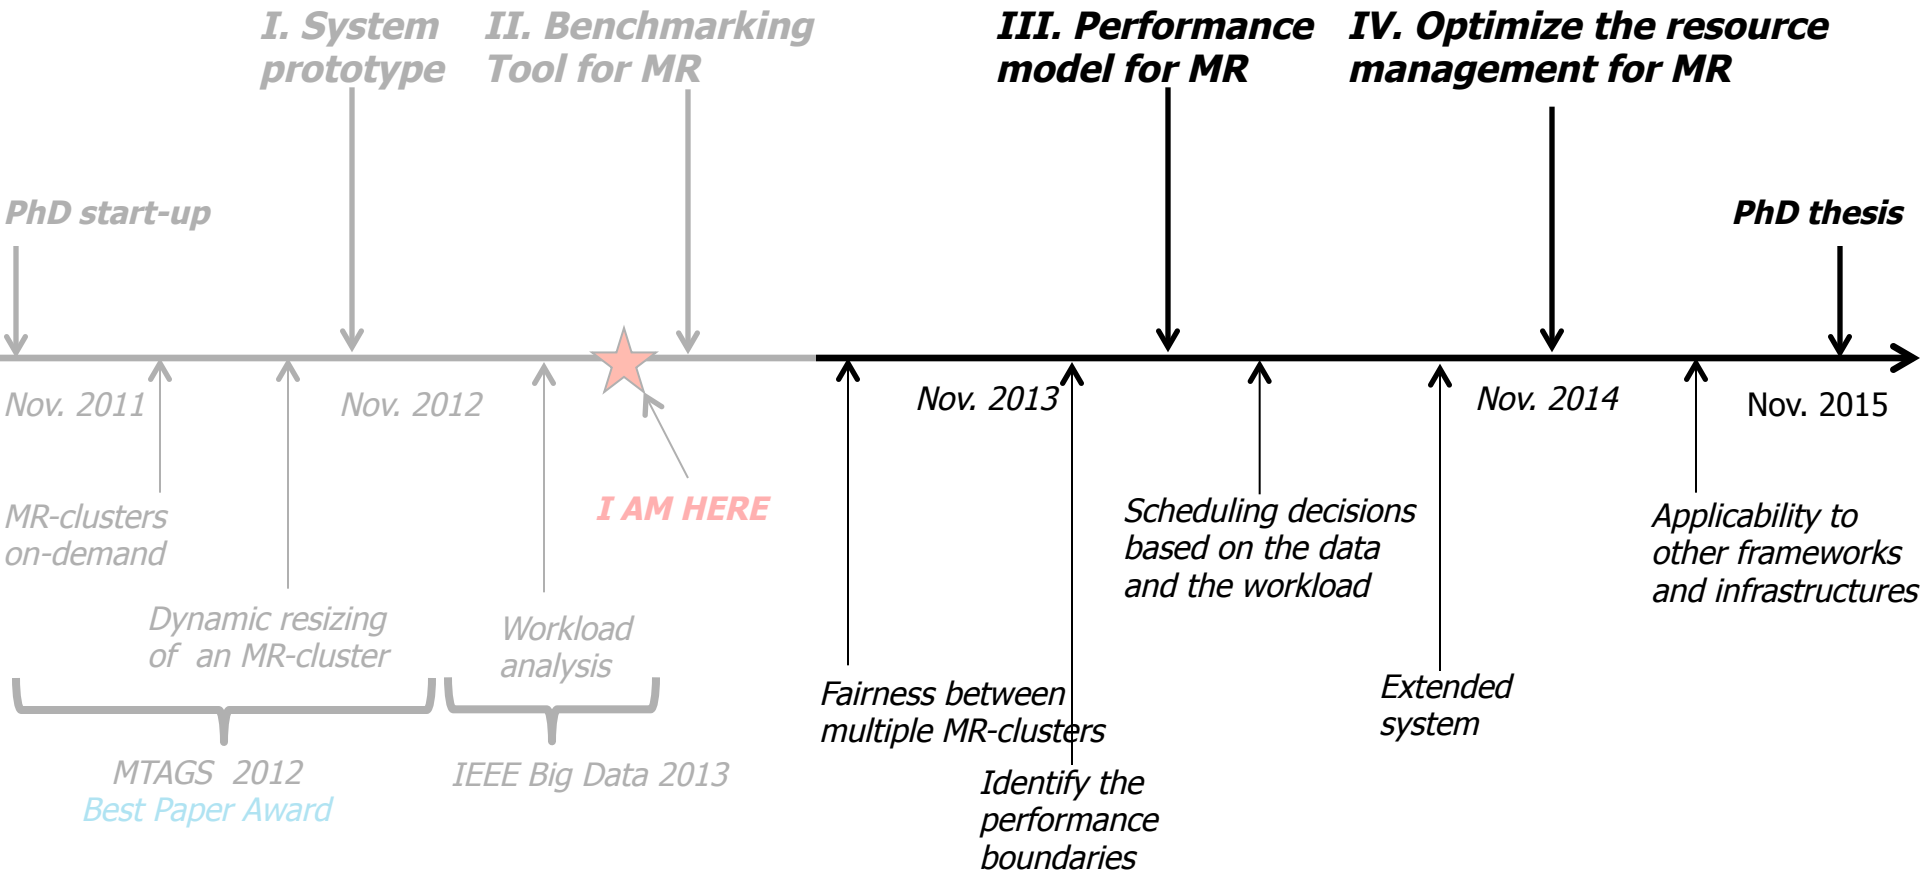 I. System
prototype
II. Benchmarking
Tool for MR
III. Performance
model for MR
IV. Optimize the resource
management for MR
PhD start-up
PhD thesis
Nov. 2011
Nov. 2012
Nov. 2013
Nov. 2014
Nov. 2015
MR-clusters
on-demand
Dynamic resizing
of an MR-cluster
Workload
analysis
I AM HERE
Scheduling decisions
based on the data
and the workload
Applicability to
other frameworks
and infrastructures
Fairness between
multiple MR-clusters
Extended
system
Identify the
performance
boundaries
MTAGS 2012
Best Paper Award
IEEE Big Data 2013